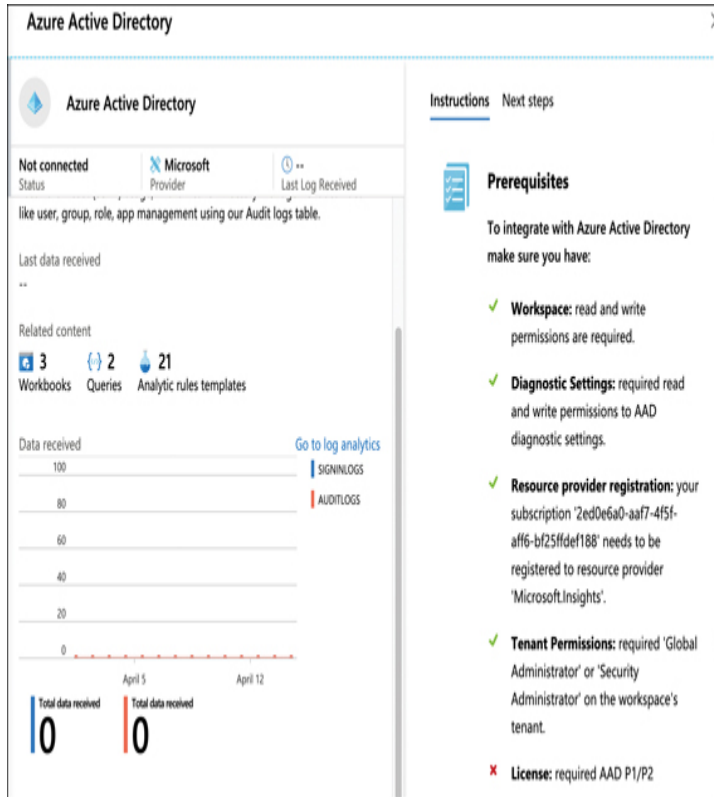 Azure Active Directory
Azure Active Directory
Not connected
Status
Microsoft
Provider
--
Last Log Received
like user, group, role, app management using our Audit logs table.
Last data received
--
Related content
3
Workbooks
2
Queries
21
Analytic rules templates
Data received
Go to log analytics
100
80
60
40
20
0
SIGNINLOGS
AUDITLOGS
April 5
April 12
Total data received
0
Total data received
0
Instructions
Next steps
Prerequisites
To integrate with Azure Active Directory
make sure you have:
Workspace: read and write
permissions are required.
Diagnostic Settings: required read
and write permissions to AAD
diagnostic settings.
Resource provider registration: your
subscription '2ed0e6a0-aaf7-4f5f-
aff6-bf25ffdef188' needs to be
registered to resource provider
'Microsoft.Insights'.
Tenant Permissions: required 'Global
Administrator' or 'Security
Administrator' on the workspace's
tenant.
License: required AAD P1/P2